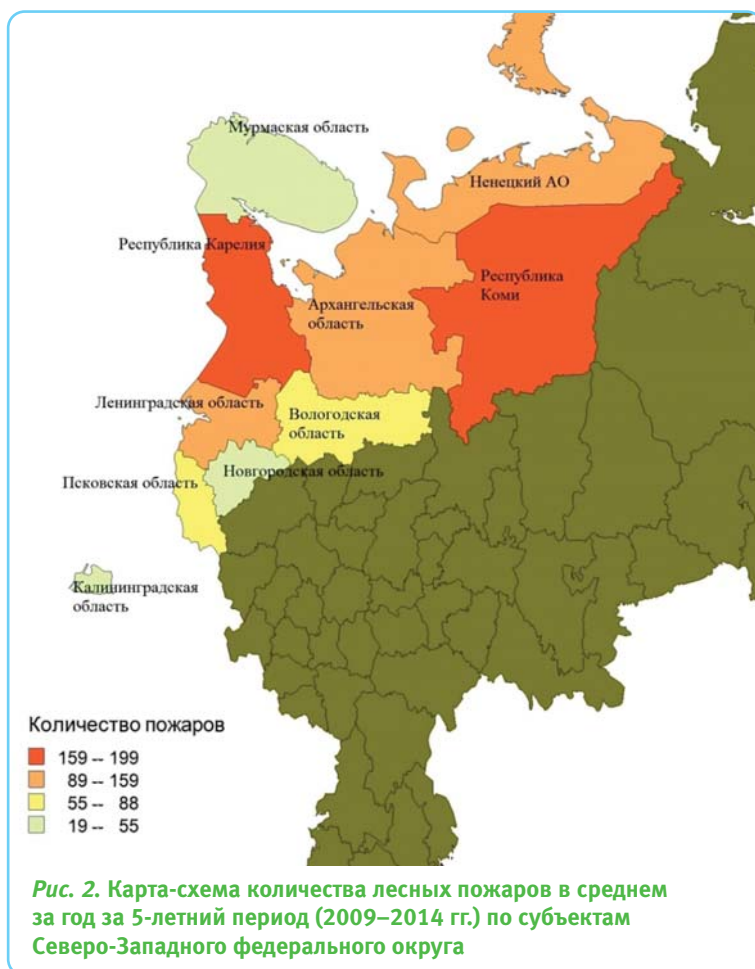 Мурмаская область
Ненецкий АО
Республика Карелия
Республика
Коми
Архангельская
область
Ленинградская область
Вологодская
область
Новгородская область
Псковская область
Калининградская
область
Количество пожаров
159 -- 199
89 -- 159
55 -- 88
19 -- 55
Рис. 2. Карта-схема количества лесных пожаров в среднем
за год за 5-летний период (2009–2014 гг.) по субъектам
Северо-Западного федерального округа